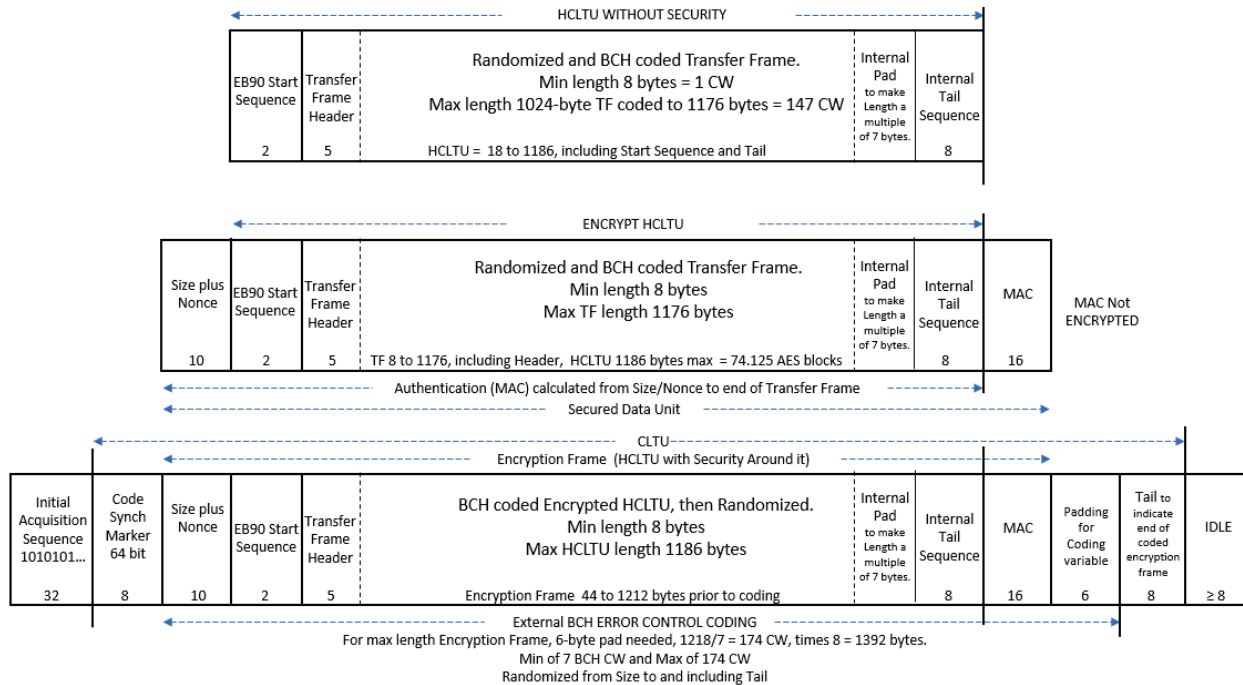 HCLTU WITHOUT SECURITY
EB90 Start
Sequence
2
Transfer
Frame
Header
5
Randomized and BCH coded Transfer Frame.
Min length 8 bytes = 1 CW
Max length 1024-byte TF coded to 1176 bytes = 147 CW
HCLTU = 18 to 1186, including Start Sequence and Tail
Internal
Pad
to make
Length a
multiple
of 7 bytes.
Internal
Tail
Sequence
8
ENCRYPT HCLTU
Size plus
Nonce
10
EB90 Start
Sequence
2
Transfer
Frame
Header
5
Randomized and BCH coded Transfer Frame.
Min length 8 bytes
Max TF length 1176 bytes
TF 8 to 1176, including Header, HCLTU 1186 bytes max = 74.125 AES blocks
Internal
Pad
to make
Length a
multiple
of 7 bytes.
Internal
Tail
Sequence
8
MAC
16
MAC Not
ENCRYPTED
Authentication (MAC) calculated from Size/Nonce to end of Transfer Frame
Secured Data Unit
CLTU
Encryption Frame (HCLTU with Security Around it)
Initial
Acquisition
Sequence
1010101...
32
Code
Synch
Marker
64 bit
8
Size plus
Nonce
10
EB90 Start
Sequence
2
Transfer
Frame
Header
5
BCH coded Encrypted HCLTU, then Randomized.
Min length 8 bytes
Max HCLTU length 1186 bytes
Encryption Frame 44 to 1212 bytes prior to coding
Internal
Pad
to make
Length a
multiple
of 7 bytes.
Internal
Tail
Sequence
8
MAC
16
Padding
for
Coding
variable
6
Tail to
indicate
end of
coded
encryption
frame
8
IDLE
≥ 8
External BCH ERROR CONTROL CODING
For max length Encryption Frame, 6-byte pad needed, 1218/7 = 174 CW, times 8 = 1392 bytes.
Min of 7 BCH CW and Max of 174 CW
Randomized from Size to and including Tail